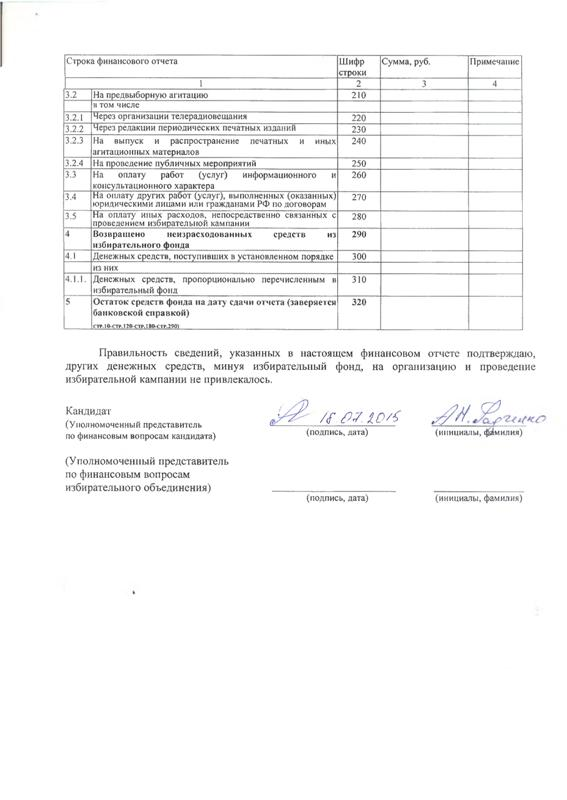 Строка финансового отчета Шифр строки Сумма, руб. Примечание
1 2 3 4
3.2 На предвыборную агитацию 210
в том числе
3.2.1 Через организации телерадиовещания 220
3.2.2 Через редакции периодических печатных изданий 230
3.2.3 На выпуск и распространение печатных и иных 240
агитационных материалов
3.2.4 На проведение публичных мероприятий 250
3.3 На оплату работ (услуг) информационного и 260
консультационного характера
3.4 На оплату других работ (услуг), выполненных (оказанных) 270
юридическими лицами или гражданами РФ по договорам
3.5 На оплату иных расходов, непосредственно связанных с 280
проведением избирательной кампании
4 Возвращено неизрасходованных средств из 290
избирательного фонда
4.1 Денежных средств, поступивших в установленном порядке 300
из них
4.1.1. Денежных средств, пропорционально перечисленным в 310
избирательный фонд
5 Остаток средств фонда на дату сдачи отчета (заверяется 320
банковской справкой)
стр.10-стр.120-стр.180-стр.290)
Правильность сведений, указанных в настоящем финансовом отчете подтверждаю,
других денежных средств, минуя избирательный фонд, на организацию и проведение
избирательной кампании не привлекалось.
Кандидат
(Уполномоченный представитель
по финансовым вопросам кандидата)
18.07.2015
(подпись, дата) (инициалы, фамилия)
(Уполномоченный представитель
по финансовым вопросам
избирательного объединения)
(подпись, дата) (инициалы, фамилия)